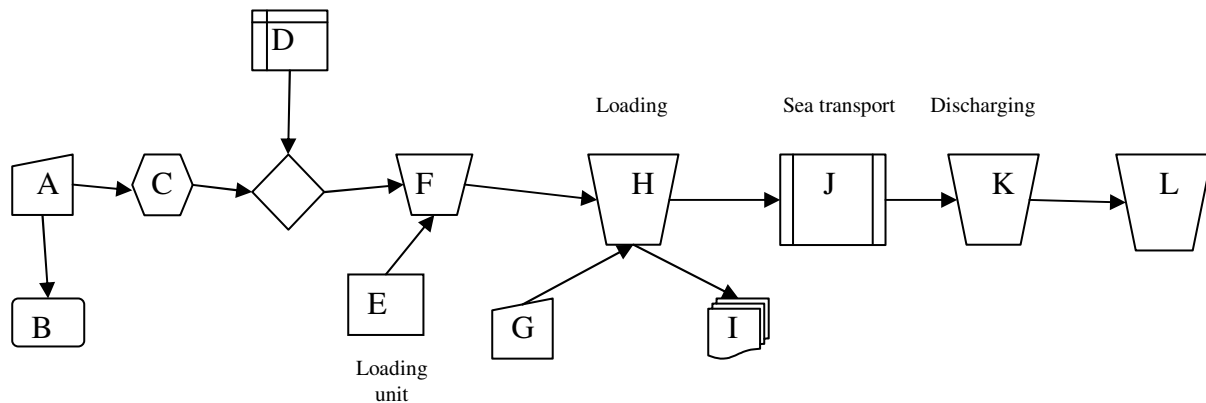 D
Loading
Sea transport
Discharging
A
C
F
H
J
K
L
B
E
G
I
Loading
unit